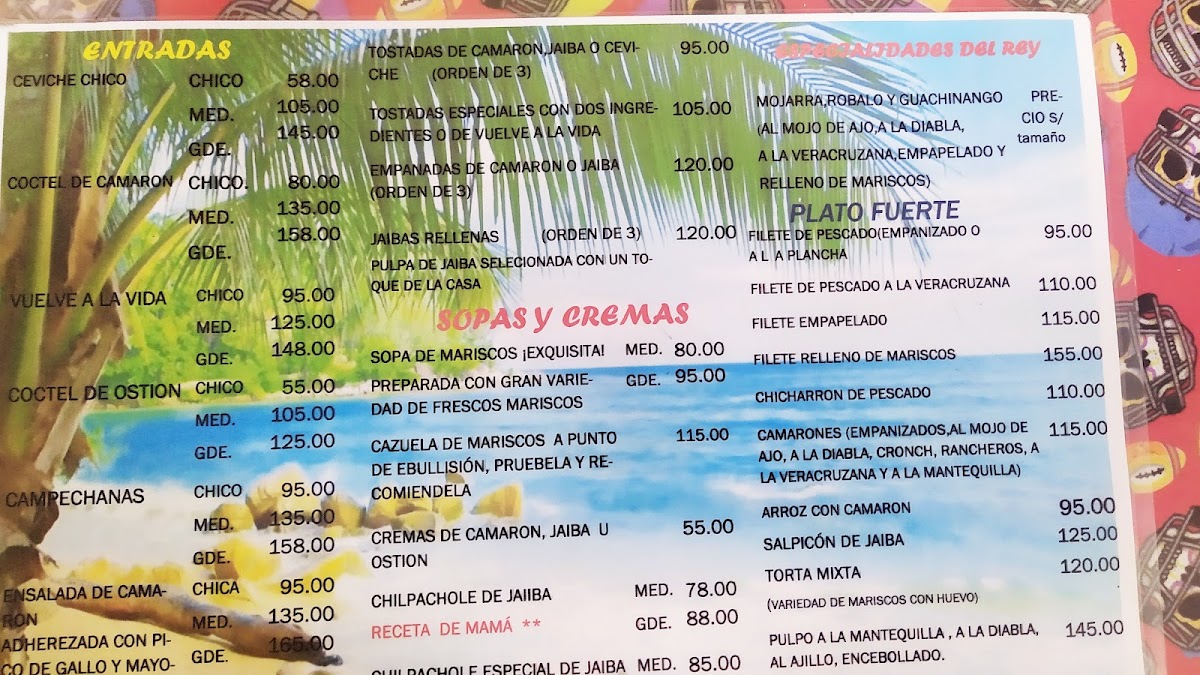 ENTRADAS
CEVICHE CHICO CHICO 58.00
MED. 105.00
GDE. 145.00
COCTEL DE CAMARON CHICO. 80.00
MED. 135.00
GDE. 158.00
VUELVE A LA VIDA CHICO 95.00
MED. 125.00
GDE. 148.00
COCTEL DE OSTION CHICO 55.00
MED. 105.00
GDE. 125.00
CAMPECHANAS CHICO 95.00
MED. 135.00
GDE. 158.00
ENSALADA DE CAMA- CHICA 95.00
RON MED. 135.00
ADHEREZADA CON PI- GDE. 165.00
CO DE GALLO Y MAYO-
TOSTADAS DE CAMARON,JAIBA O CEVI- 95.00
CHE (ORDEN DE 3)
TOSTADAS ESPECIALES CON DOS INGRE- 105.00
DIENTES O DE VUELVE A LA VIDA
EMPANADAS DE CAMARON O JAIBA 120.00
(ORDEN DE 3)
JAIBAS RELLENAS (ORDEN DE 3) 120.00
PULPA DE JAIBA SELECIONADA CON UN TO-
QUE DE LA CASA
SOPAS Y CREMAS
SOPA DE MARISCOS ¡EXQUISITA! MED. 80.00
PREPARADA CON GRAN VARIE- GDE. 95.00
DAD DE FRESCOS MARISCOS
CAZUELA DE MARISCOS A PUNTO 115.00
DE EBULLISIÓN, PRUEBELA Y RE-
COMIENDELA
CREMAS DE CAMARON, JAIBA U 55.00
OSTION
CHILPACHOLE DE JAIIBA MED. 78.00
RECETA DE MAMÁ ** GDE. 88.00
CHILPACHOLE ESPECIAL DE JAIBA MED. 85.00
ESPECIALIDADES DEL REY
MOJARRA,ROBALO Y GUACHINANGO PRE-
(AL MOJO DE AJO,A LA DIABLA, CIO S/
A LA VERACRUZANA,EMPAPELADO Y tamaño
RELLENO DE MARISCOS)
PLATO FUERTE
FILETE DE PESCADO(EMPANIZADO O 95.00
A L A PLANCHA
FILETE DE PESCADO A LA VERACRUZANA 110.00
FILETE EMPAPELADO 115.00
FILETE RELLENO DE MARISCOS 155.00
CHICHARRON DE PESCADO 110.00
CAMARONES (EMPANIZADOS,AL MOJO DE 115.00
AJO, A LA DIABLA, CRONCH, RANCHEROS, A
LA VERACRUZANA Y A LA MANTEQUILLA)
ARROZ CON CAMARON 95.00
SALPICÓN DE JAIBA 125.00
TORTA MIXTA 120.00
(VARIEDAD DE MARISCOS CON HUEVO)
PULPO A LA MANTEQUILLA , A LA DIABLA, 145.00
AL AJILLO, ENCEBOLLADO.